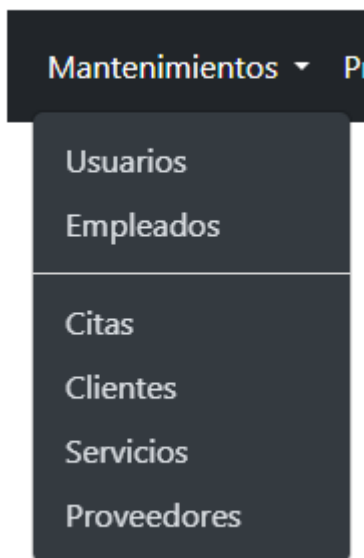 Mantenimientos
Usuarios
Empleados
Citas
Clientes
Servicios
Proveedores